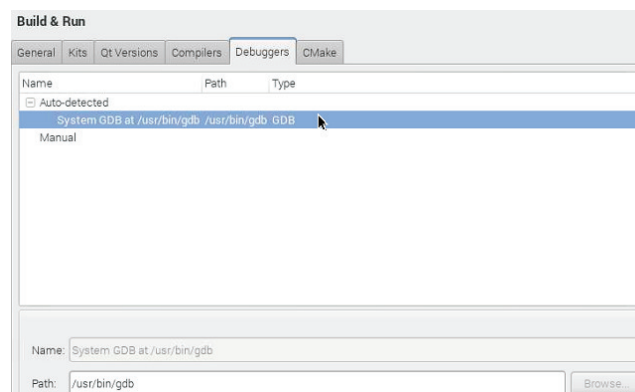 Build & Run
General Kits Qt Versions Compilers Debuggers CMake
Name Path Type
Auto-detected
System GDB at /usr/bin/gdb /usr/bin/gdb GDB
Manual
Name: System GDB at /usr/bin/gdb
Path: /usr/bin/gdb Browse...